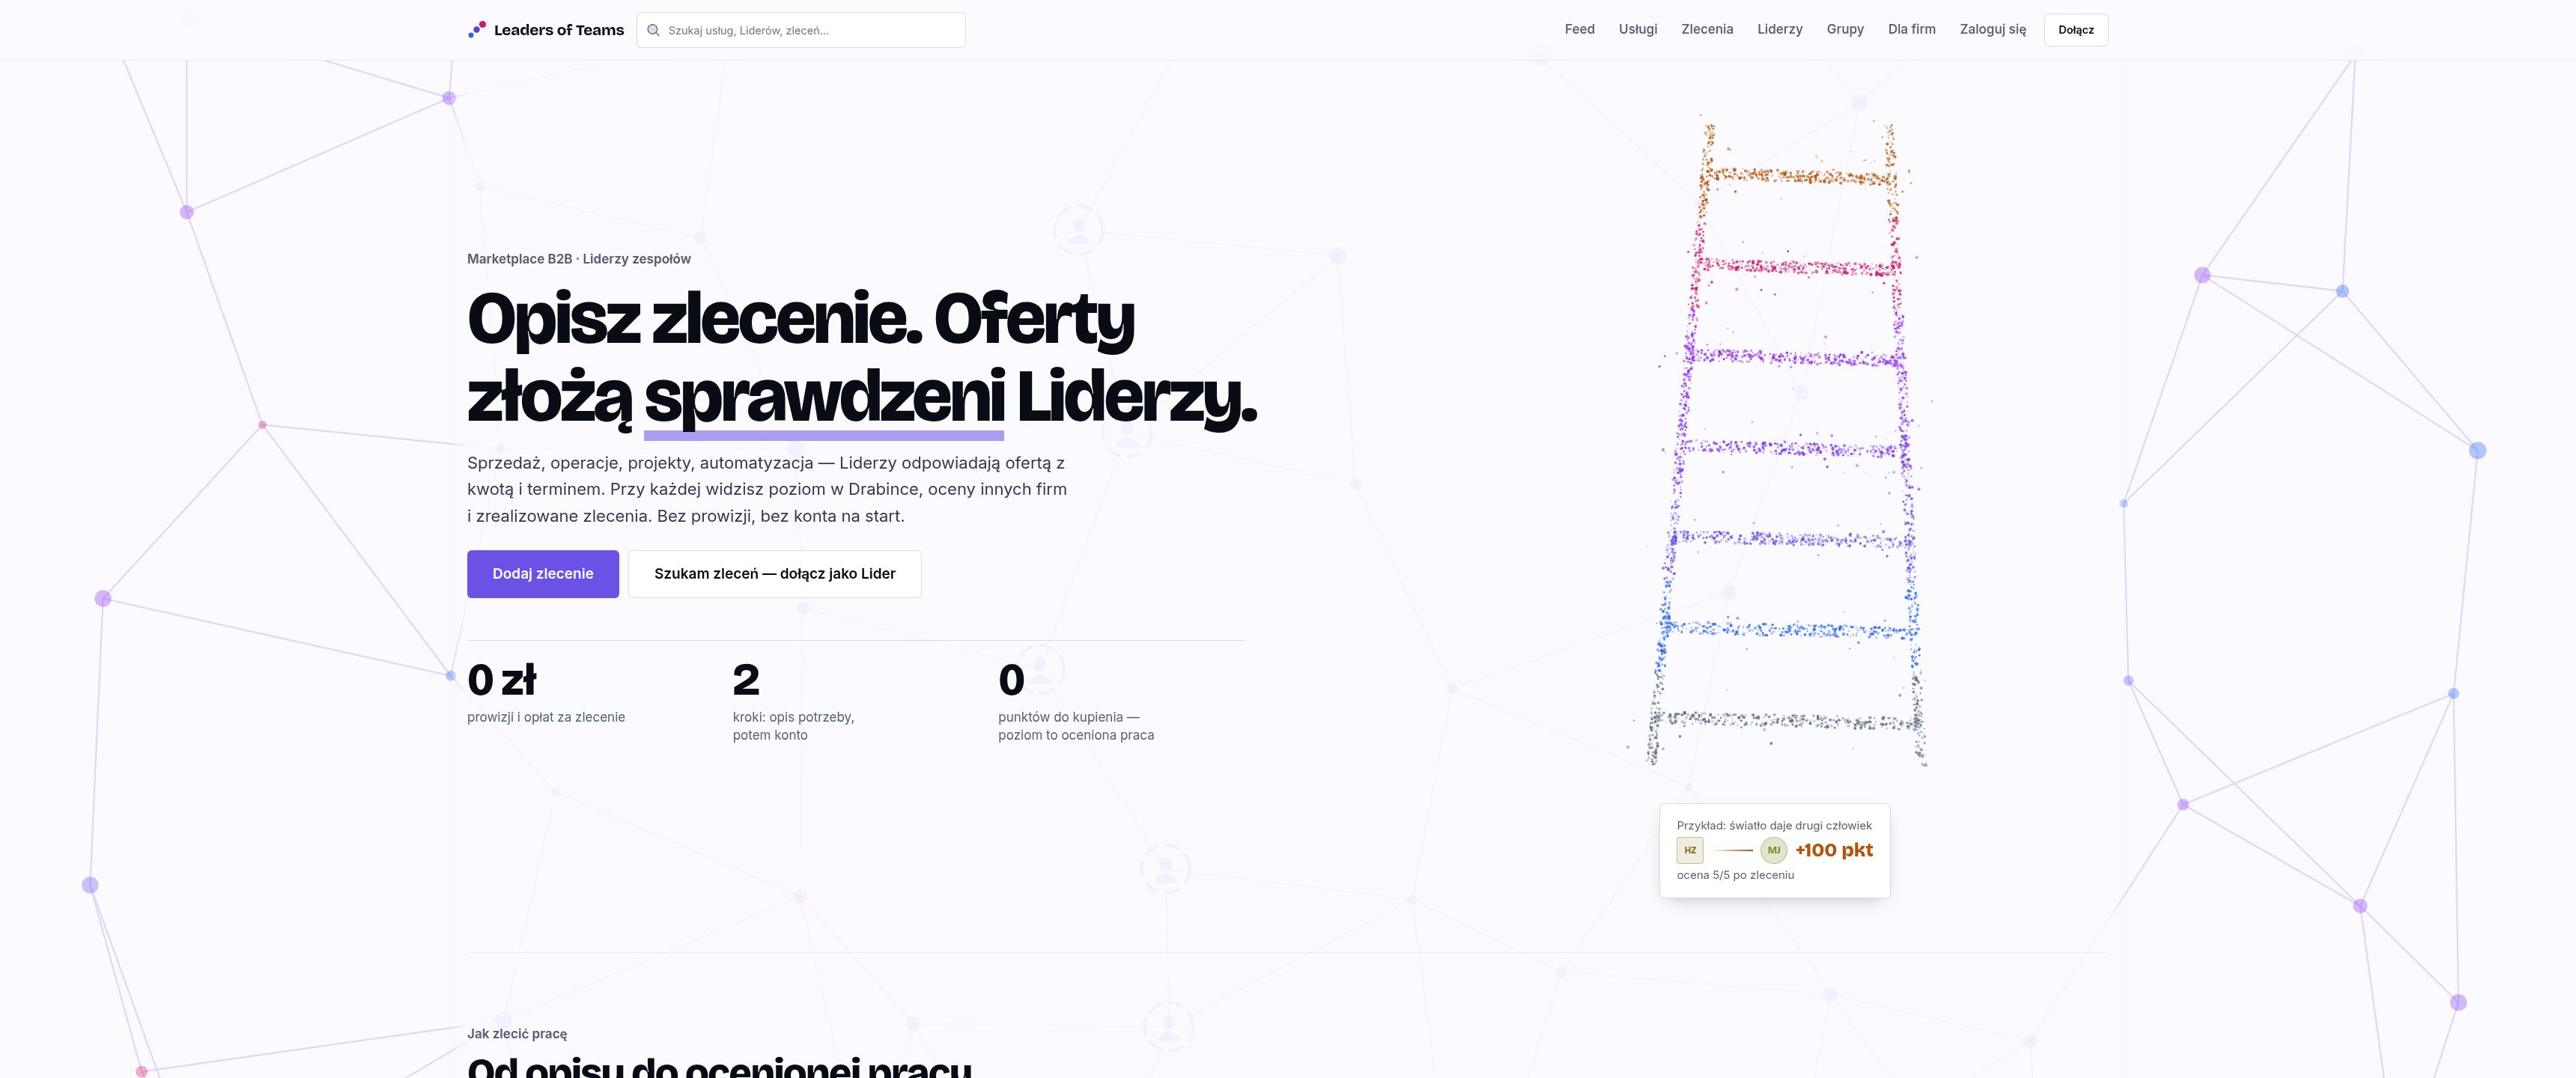 Leaders of Teams
Szukaj usług, Liderów, zleceń...
Feed
Usługi
Zlecenia
Liderzy
Grupy
Dla firm
Zaloguj się
Dołącz
Marketplace B2B · Liderzy zespołów
Opisz zlecenie. Oferty
złożą sprawdzeni Liderzy.
Sprzedaż, operacje, projekty, automatyzacja — Liderzy odpowiadają ofertą z
kwotą i terminem. Przy każdej widzisz poziom w Drabince, oceny innych firm
i zrealizowane zlecenia. Bez prowizji, bez konta na start.
Dodaj zlecenie
Szukam zleceń — dołącz jako Lider
0 zł
prowizji i opłat za zlecenie
2
kroki: opis potrzeby,
potem konto
0
punktów do kupienia —
poziom to oceniona praca
Przykład: światło daje drugi człowiek
HZ
MJ
+100 pkt
ocena 5/5 po zleceniu
Jak zlecić pracę
Od opisu do ocenionej pracy